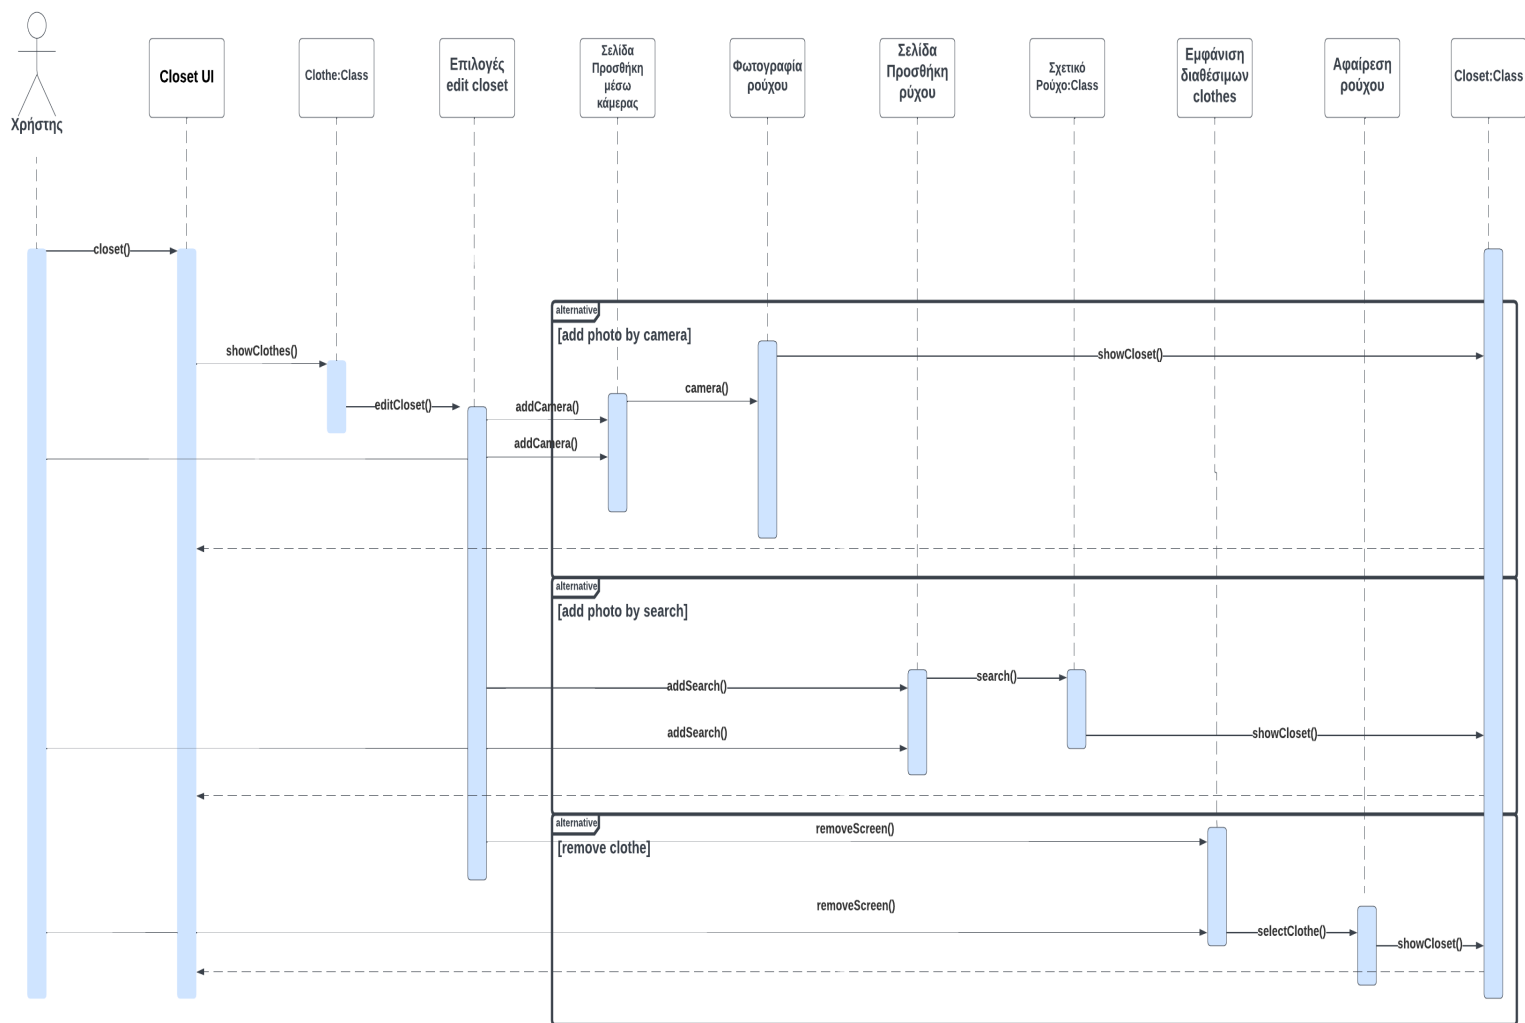 Χρήστης
Closet UI
Clothe:Class
Επιλογές
edit closet
Σελίδα
Προσθήκη
μέσω
κάμερας
Φωτογραφία
ρούχου
Σελίδα
Προσθήκη
ρύχου
Σχετικό
Ρούχο:Class
Εμφάνιση
διαθέσιμων
clothes
Αφαίρεση
ρούχου
Closet:Class
closet()
alternative
[add photo by camera]
showClothes()
showCloset()
camera()
editCloset()
addCamera()
addCamera()
alternative
[add photo by search]
search()
addSearch()
addSearch()
showCloset()
alternative
removeScreen()
[remove clothe]
removeScreen()
selectClothe()
showCloset()